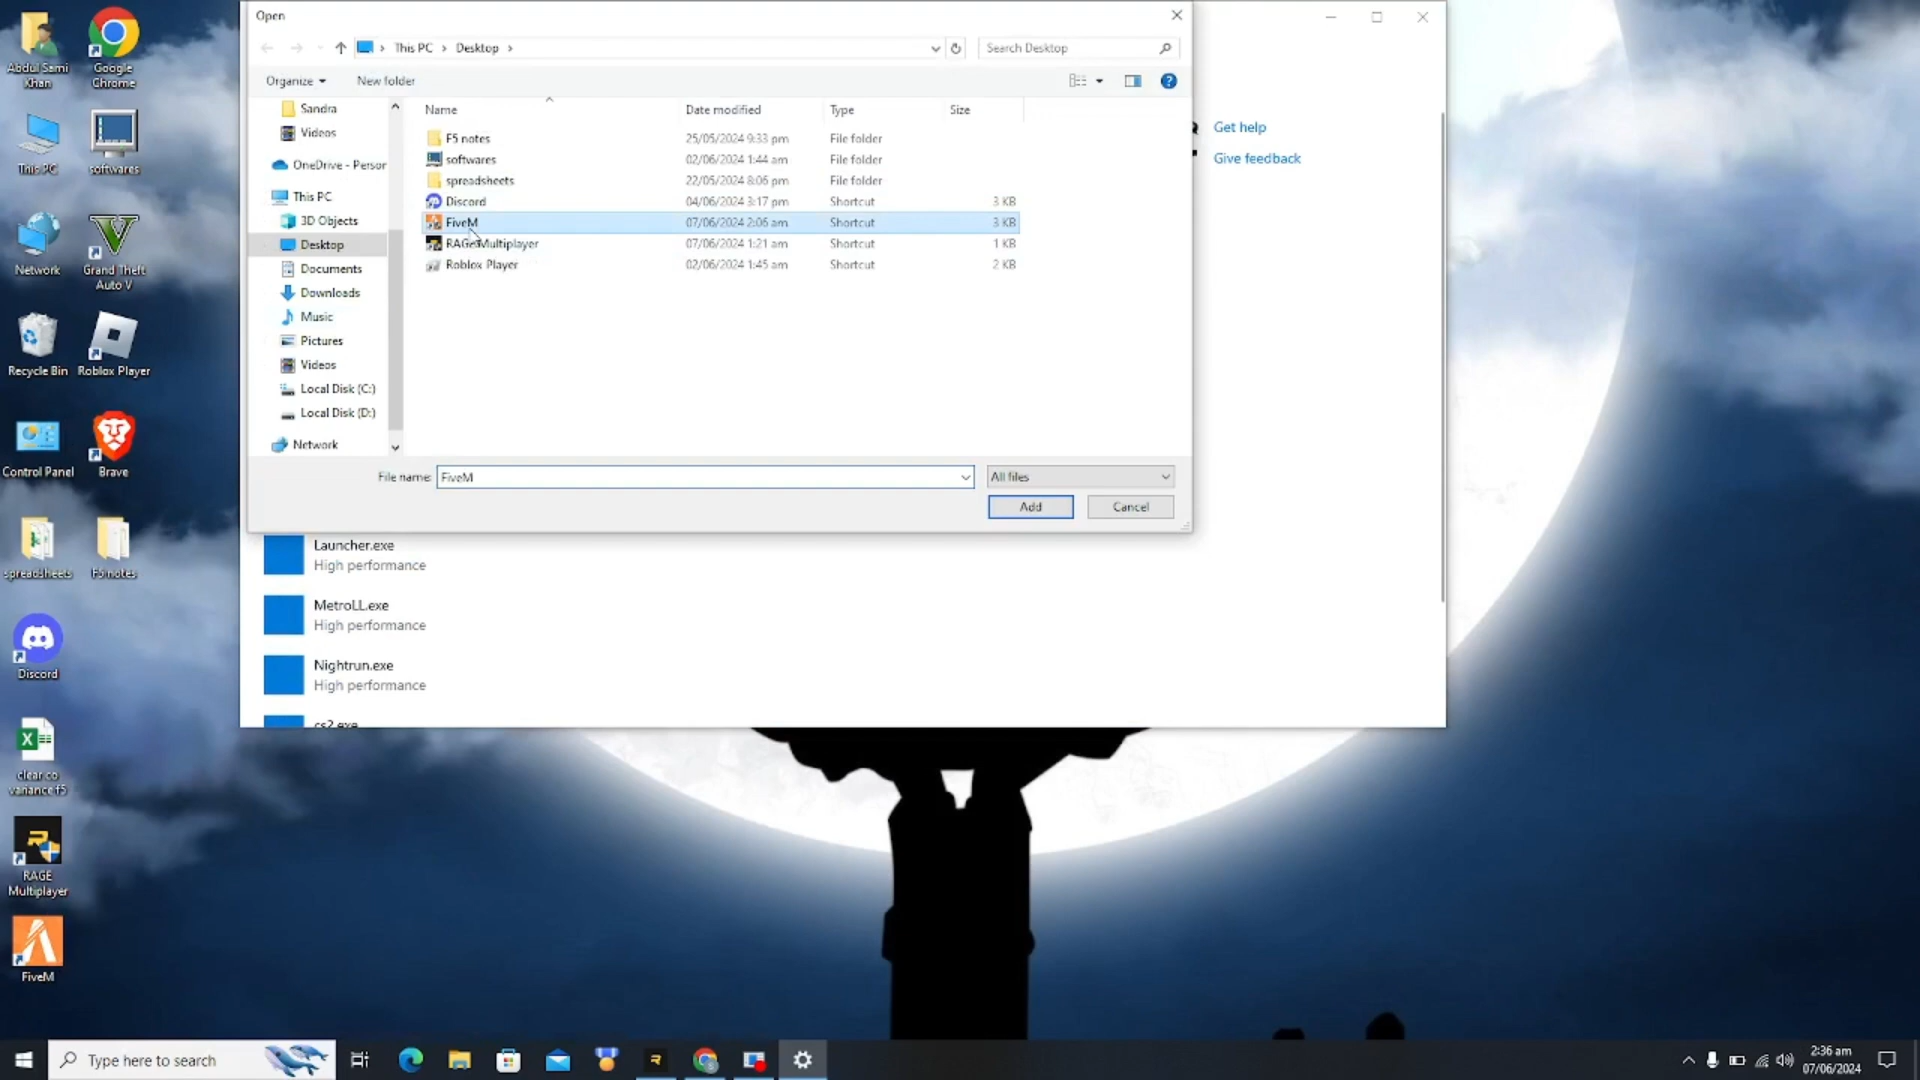 Open
This PC
Desktop
Search Desktop
Organize
New folder
Sandra
Videos
OneDrive - Person
This PC
3D Objects
Desktop
Documents
Downloads
Music
Pictures
Videos
Local Disk (C:)
Local Disk (D:)
Network
Name Date modified Type Size
F5 notes 25/05/2024 9:33 pm File folder
softwares 02/06/2024 1:44 am File folder
spreadsheets 22/05/2024 8:06 pm File folder
Discord 04/06/2024 3:17 pm Shortcut 3 KB
FiveM 07/06/2024 2:06 am Shortcut 3 KB
RAGE Multiplayer 07/06/2024 1:21 am Shortcut 1 KB
Roblox Player 02/06/2024 1:45 am Shortcut 2 KB
File name: FiveM
All files
Add
Cancel
Get help
Give feedback
Launcher.exe
High performance
MetroLL.exe
High performance
Nightrun.exe
High performance
cs2.exe
Abdul Sami
Khan
Google
Chrome
This PC
softwares
Network
Grand Theft
Auto V
Recycle Bin
Roblox Player
Control Panel
Brave
spreadsheets
F5 notes
Discord
clear.co
variance f5
RAGE
Multiplayer
FiveM
Type here to search
2:36 am
07/06/2024